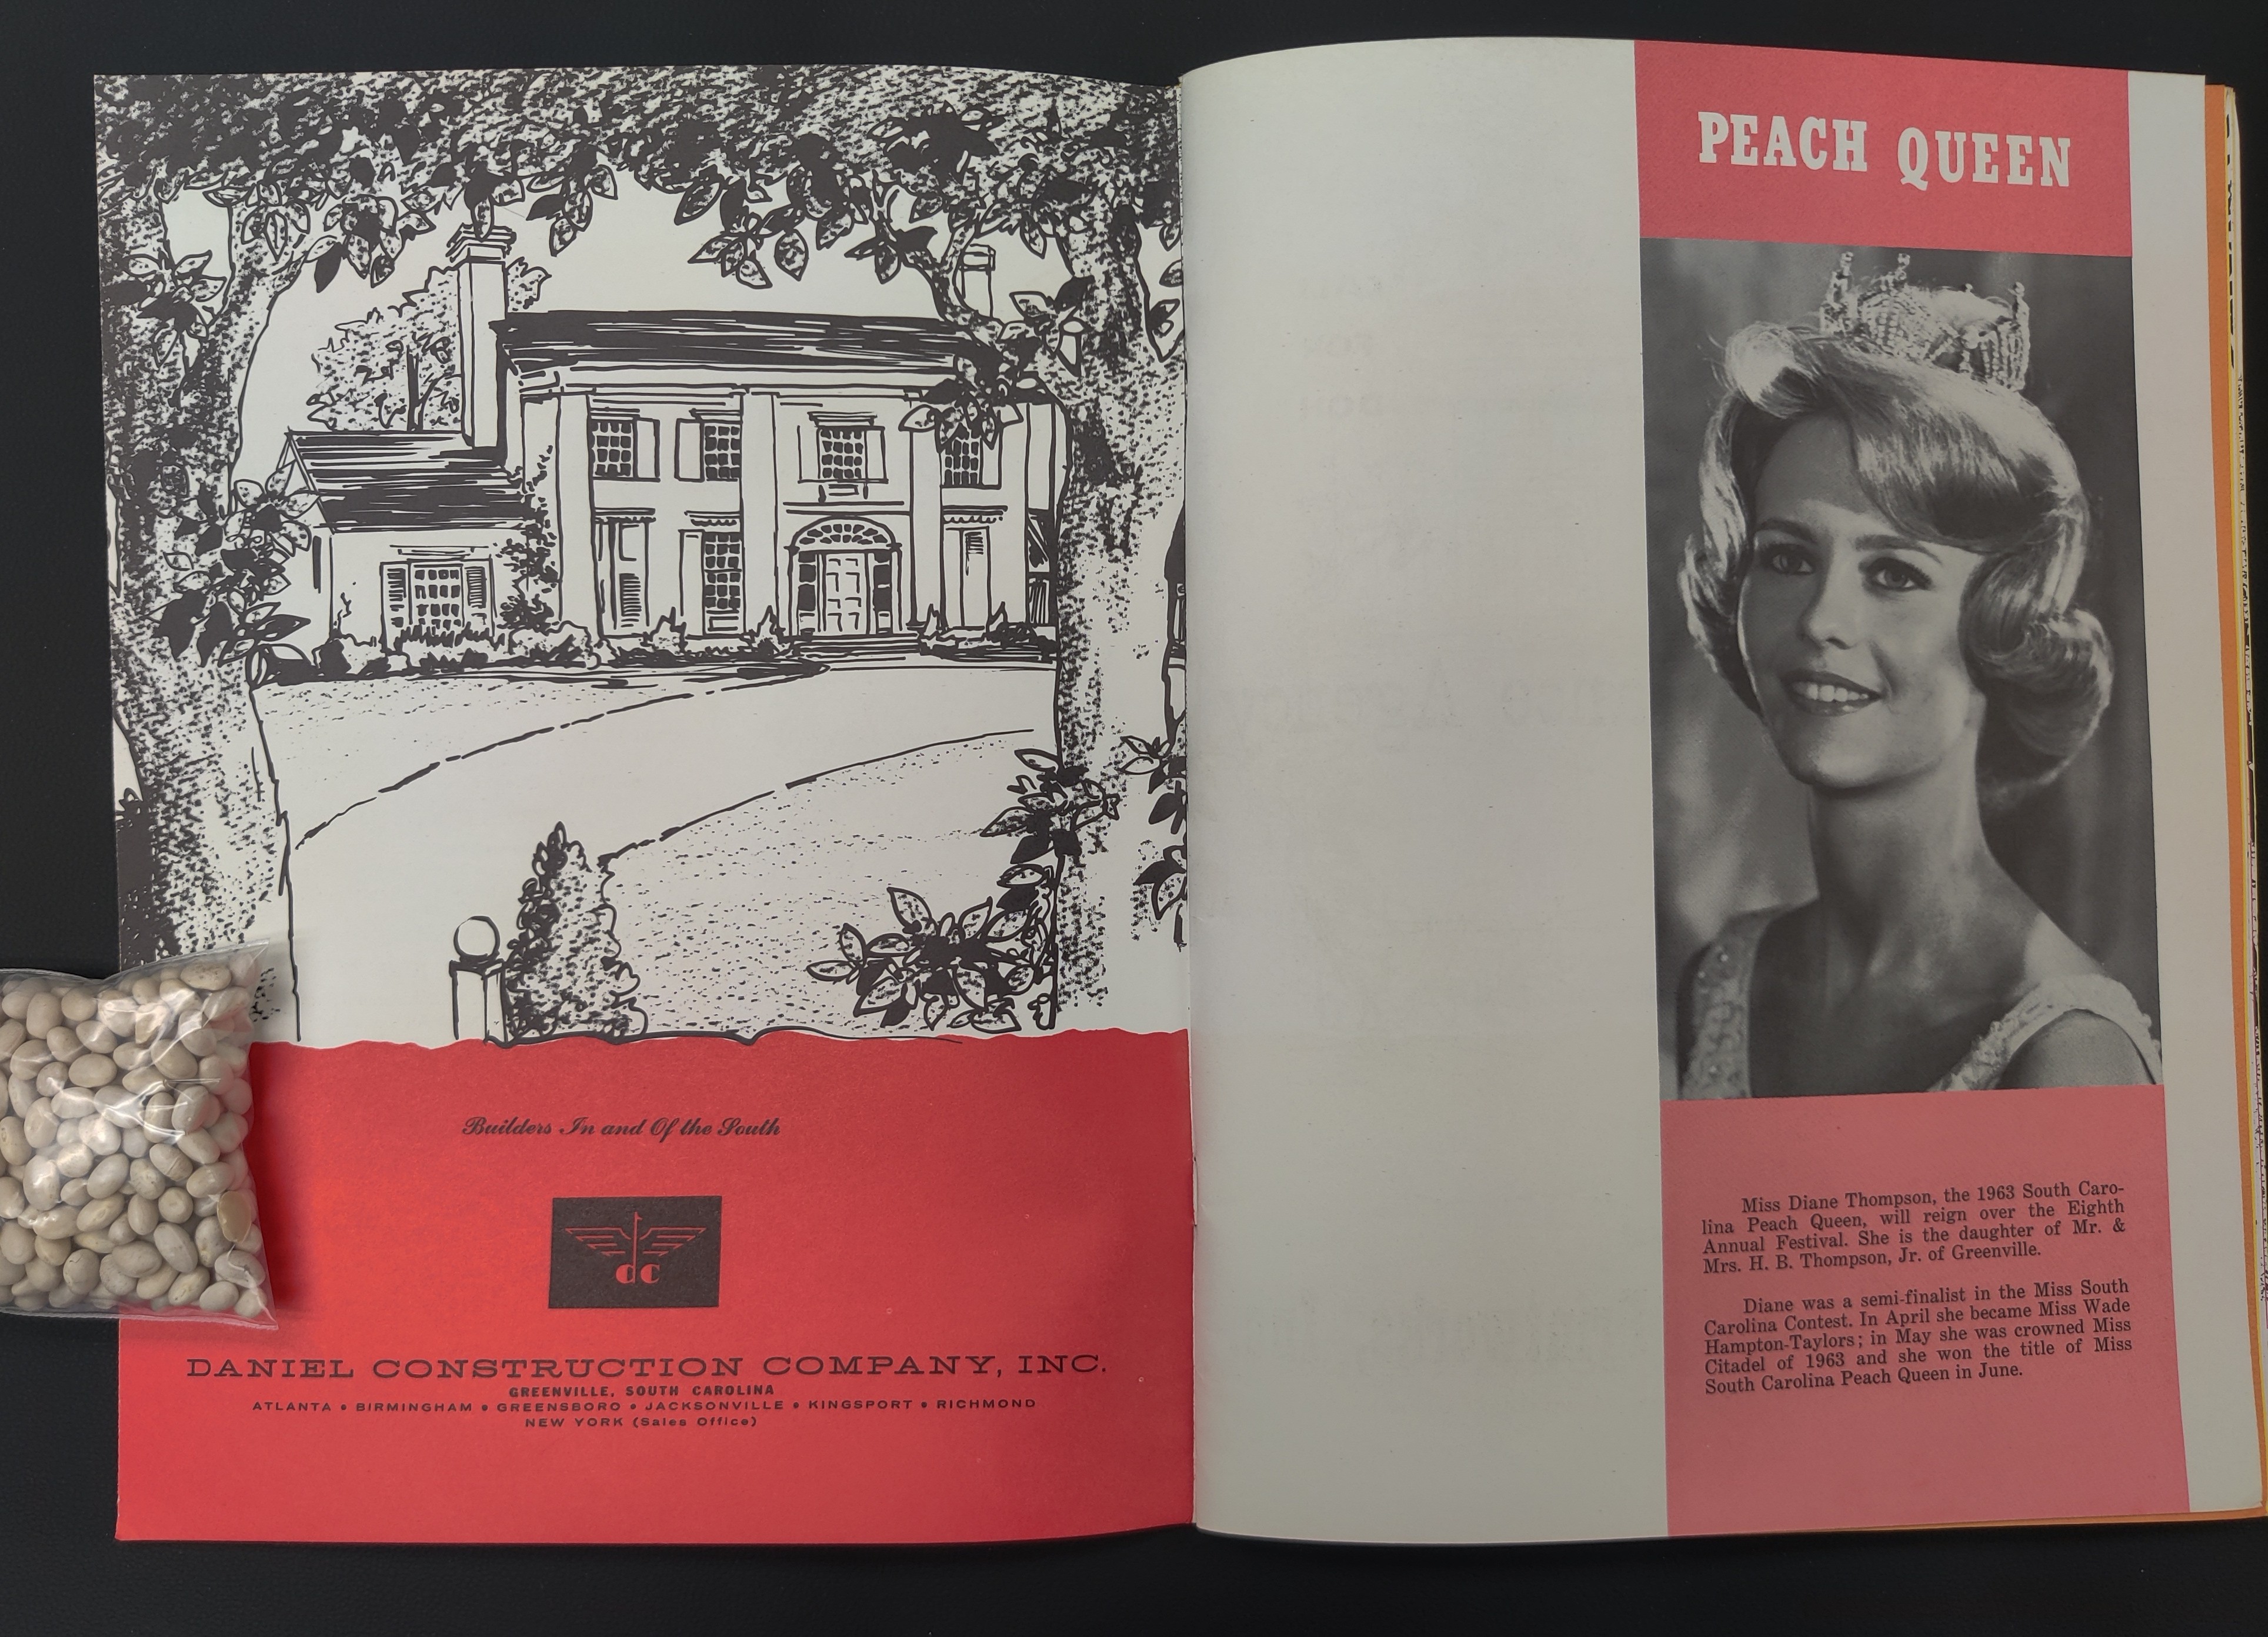 Builders In and Of the South
dc
DANIEL CONSTRUCTION COMPANY, INC.
GREENVILLE, SOUTH CAROLINA
ATLANTA • BIRMINGHAM • GREENSBORO • JACKSONVILLE • KINGSPORT • RICHMOND
NEW YORK (Sales Office)
PEACH QUEEN
Miss Diane Thompson, the 1963 South Caro-
lina Peach Queen, will reign over the Eighth
Annual Festival. She is the daughter of Mr. &
Mrs. H. B. Thompson, Jr. of Greenville.
Diane was a semi-finalist in the Miss South
Carolina Contest. In April she became Miss Wade
Hampton-Taylors; in May she was crowned Miss
Citadel of 1963 and she won the title of Miss
South Carolina Peach Queen in June.